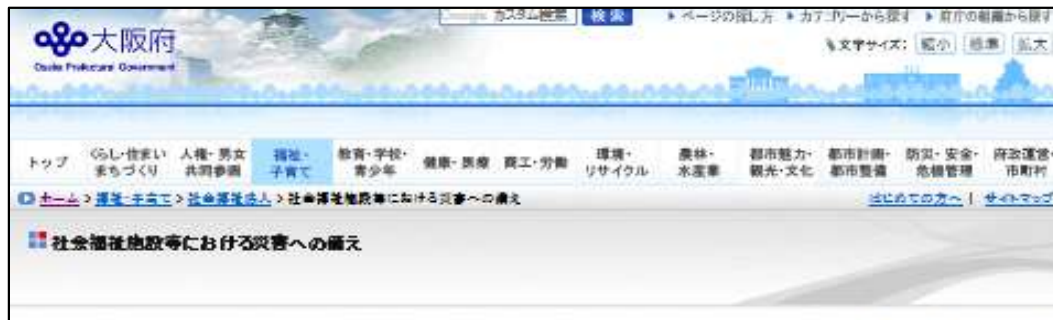 カスタム検索 検索 ページの探し方 カテゴリーから探す 府庁の組織から探す
大阪府
Osaka Prefectural Government
文字サイズ: 縮小 標準 拡大
トップ くらし・住まい まちづくり 人権・男女 共同参画 福祉・ 子育て 教育・学校・ 青少年 健康・医療 商工・労働 環境・ リサイクル 農林・ 水産業 都市魅力・ 観光・文化 都市計画・ 都市整備 防災・安全・ 危機管理 府政運営・ 市町村
ホーム > 福祉・子育て > 社会福祉法人 > 社会福祉施設等における災害への備え はじめての方へ | サイトマップ
社会福祉施設等における災害への備え